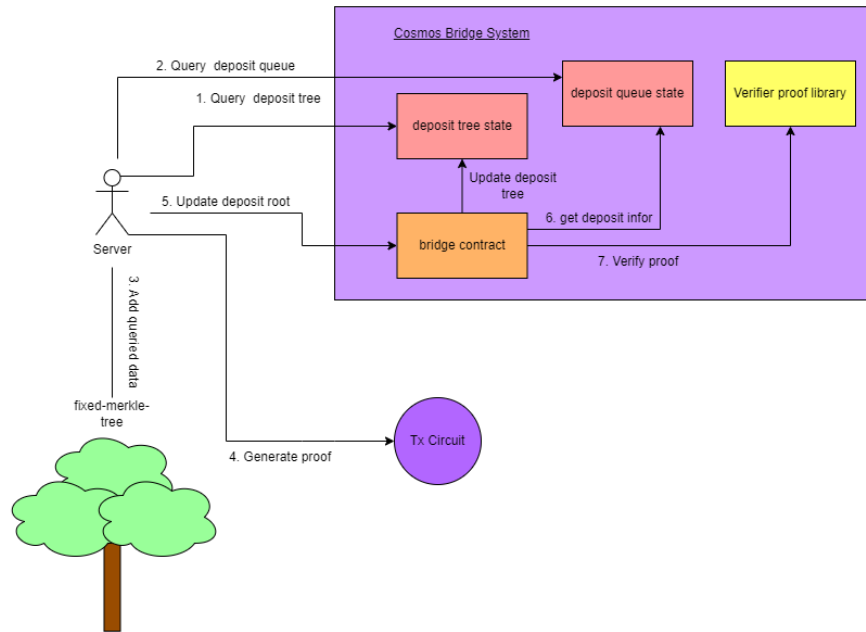 Cosmos Bridge System
2. Query deposit queue
1. Query deposit tree
deposit queue state
Verifier proof library
deposit tree state
Update deposit
tree
5. Update deposit root
6. get deposit infor
Server
bridge contract
7. Verify proof
3. Add queried data
fixed-merkle-
tree
Tx Circuit
4. Generate proof